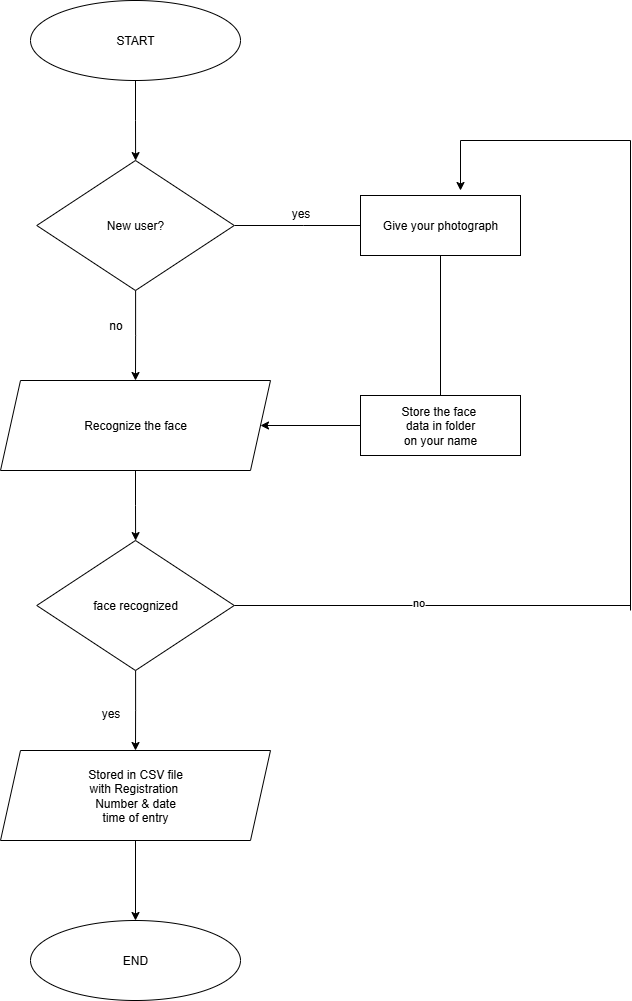 START
New user?
yes
Give your photograph
no
Recognize the face
Store the face
data in folder
on your name
face recognized
no
yes
Stored in CSV file
with Registration
Number & date
time of entry
END